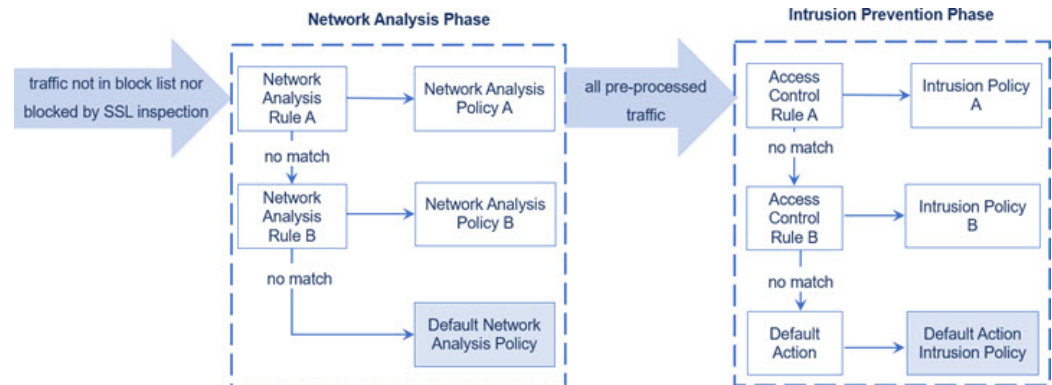 Network Analysis Phase
Intrusion Prevention Phase
traffic not in block list nor
blocked by SSL inspection
Network
Analysis
Rule A
Network Analysis
Policy A
no match
Network
Analysis
Rule B
Network Analysis
Policy B
no match
Default Network
Analysis Policy
all pre-processed
traffic
Access
Control
Rule A
Intrusion Policy
A
no match
Access
Control
Rule B
Intrusion Policy
B
no match
Default
Action
Default Action
Intrusion Policy